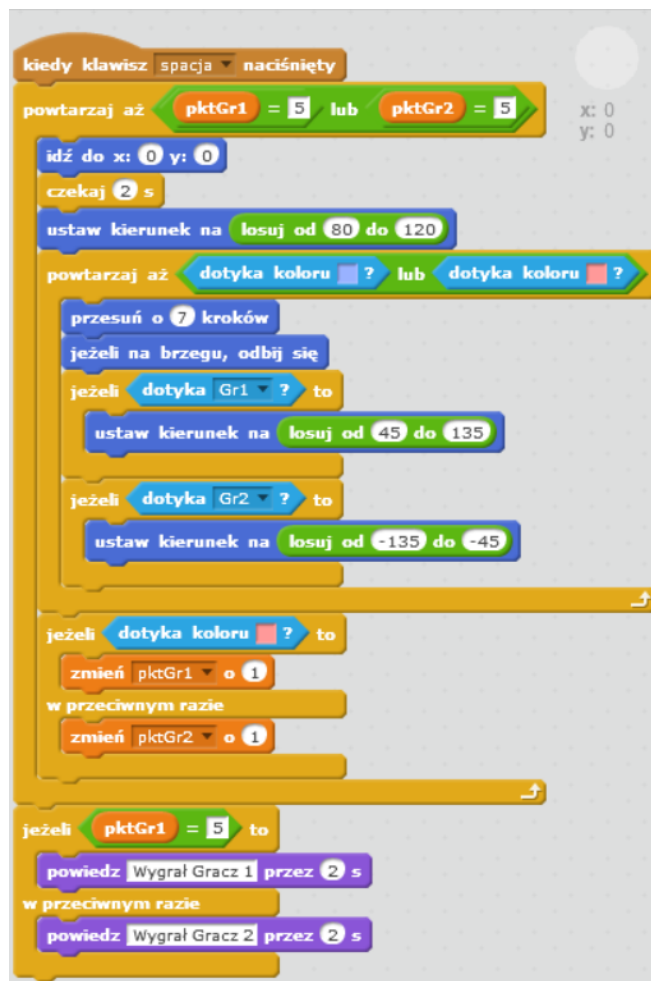 kiedy klawisz spacja naciśnięty
powtarzaj aż pktGr1 = 5 lub pktGr2 = 5
x: 0
y: 0
idź do x: 0 y: 0
czekaj 2 s
ustaw kierunek na losuj od 80 do 120
powtarzaj aż dotyka koloru ? lub dotyka koloru ?
przesuń o 7 kroków
jeżeli na brzegu, odbij się
jeżeli dotyka Gr1 ? to
ustaw kierunek na losuj od 45 do 135
jeżeli dotyka Gr2 ? to
ustaw kierunek na losuj od -135 do -45
jeżeli dotyka koloru ? to
zmień pktGr1 o 1
w przeciwnym razie
zmień pktGr2 o 1
jeżeli pktGr1 = 5 to
powiedz Wygrał Gracz 1 przez 2 s
w przeciwnym razie
powiedz Wygrał Gracz 2 przez 2 s